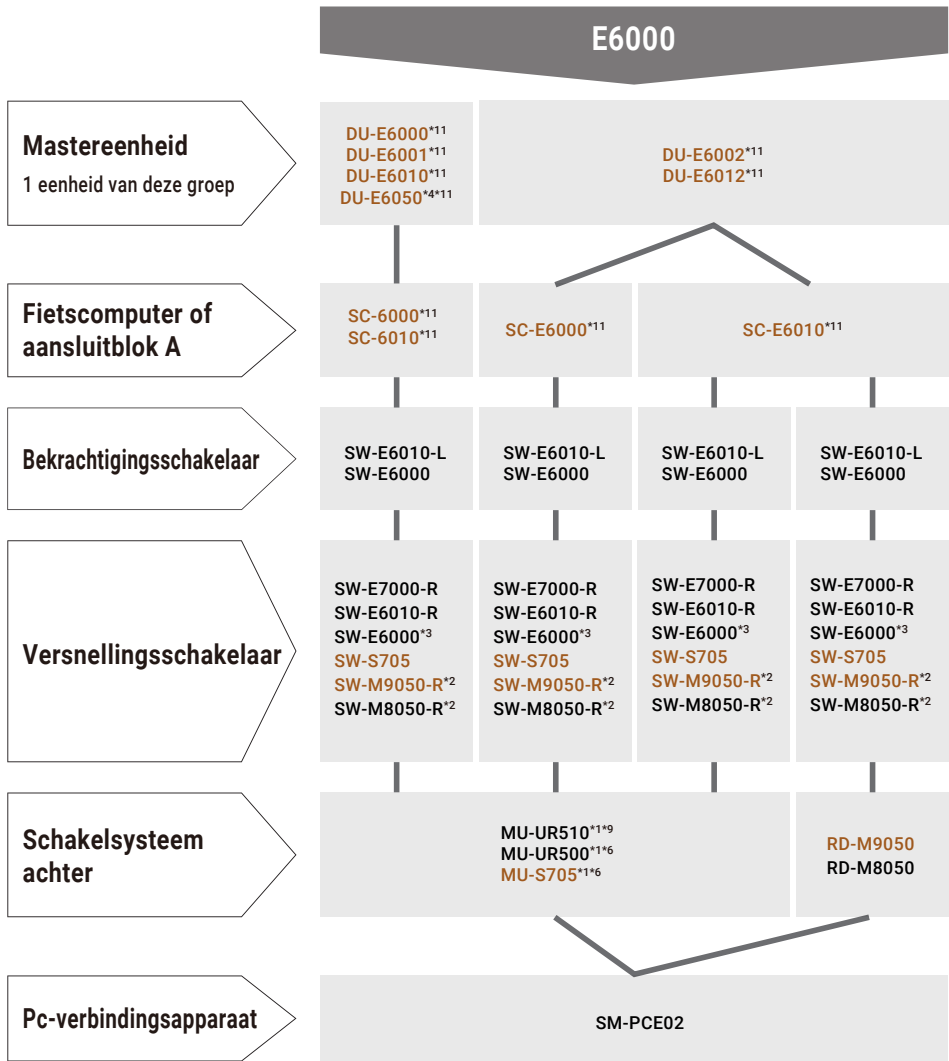 E6000
Mastereenheid
1 eenheid van deze groep
DU-E6000*11
DU-E6001*11
DU-E6010*11
DU-E6050*4*11
DU-E6002*11
DU-E6012*11
Fietscomputer of
aansluitblok A
SC-6000*11
SC-6010*11
SC-E6000*11
SC-E6010*11
Bekrachtigingsschakelaar
SW-E6010-L
SW-E6000
SW-E6010-L
SW-E6000
SW-E6010-L
SW-E6000
SW-E6010-L
SW-E6000
Versnellingsschakelaar
SW-E7000-R
SW-E6010-R
SW-E6000*3
SW-S705
SW-M9050-R*2
SW-M8050-R*2
SW-E7000-R
SW-E6010-R
SW-E6000*3
SW-S705
SW-M9050-R*2
SW-M8050-R*2
SW-E7000-R
SW-E6010-R
SW-E6000*3
SW-S705
SW-M9050-R*2
SW-M8050-R*2
SW-E7000-R
SW-E6010-R
SW-E6000*3
SW-S705
SW-M9050-R*2
SW-M8050-R*2
Schakelsysteem
achter
MU-UR510*1*9
MU-UR500*1*6
MU-S705*1*6
RD-M9050
RD-M8050
Pc-verbindingsapparaat
SM-PCE02